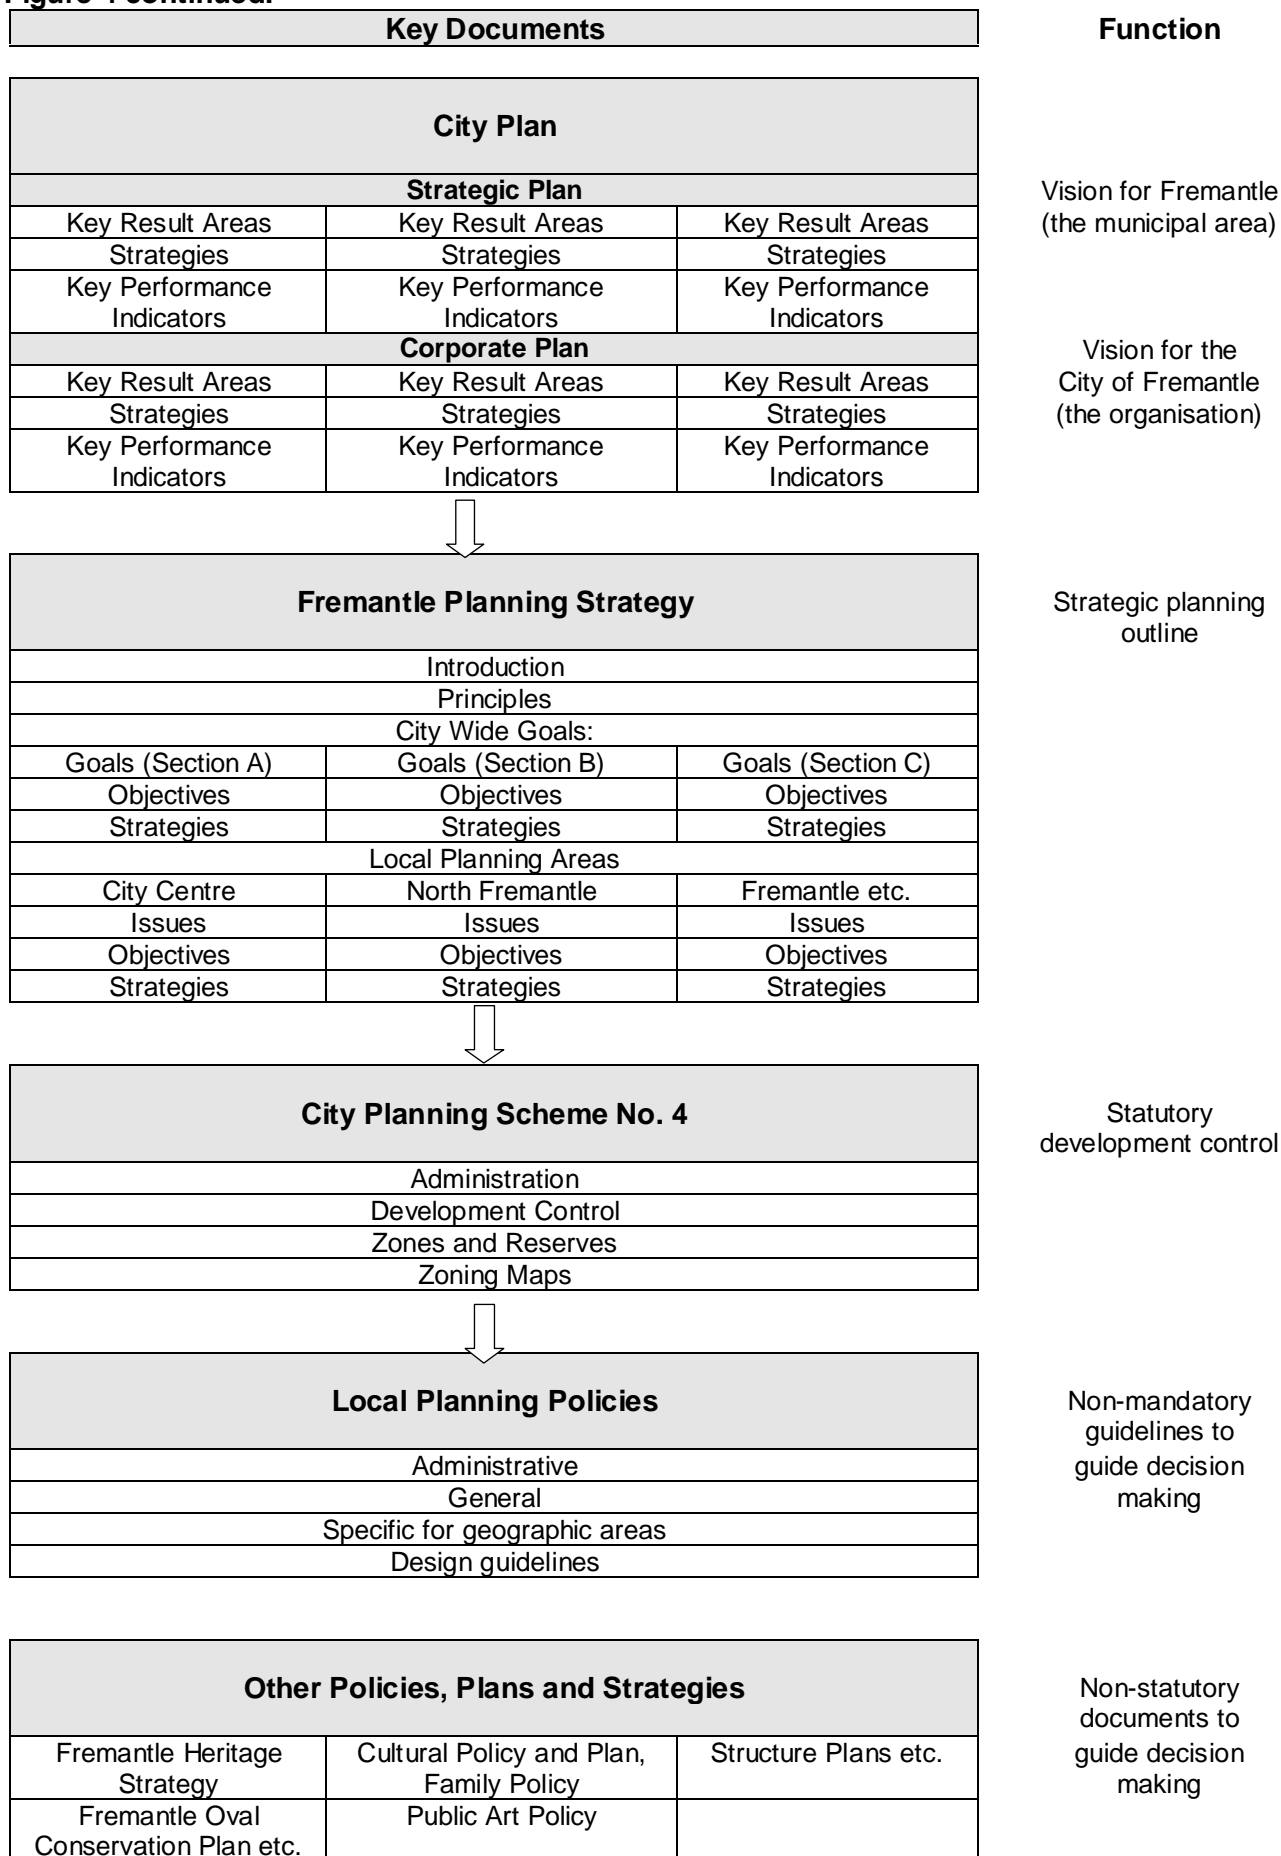 Figure 4 continued.
Key Documents Function
City Plan
Strategic Plan Vision for Fremantle
Key Result Areas Key Result Areas Key Result Areas (the municipal area)
Strategies Strategies Strategies
Key Performance Key Performance Key Performance
Indicators Indicators Indicators
Corporate Plan Vision for the
Key Result Areas Key Result Areas Key Result Areas City of Fremantle
Strategies Strategies Strategies (the organisation)
Key Performance Key Performance Key Performance
Indicators Indicators Indicators
Fremantle Planning Strategy Strategic planning
outline
Introduction
Principles
City Wide Goals:
Goals (Section A) Goals (Section B) Goals (Section C)
Objectives Objectives Objectives
Strategies Strategies Strategies
Local Planning Areas
City Centre North Fremantle Fremantle etc.
Issues Issues Issues
Objectives Objectives Objectives
Strategies Strategies Strategies
City Planning Scheme No. 4 Statutory
development control
Administration
Development Control
Zones and Reserves
Zoning Maps
Local Planning Policies Non-mandatory
guidelines to
Administrative guide decision
General making
Specific for geographic areas
Design guidelines
Other Policies, Plans and Strategies Non-statutory
documents to
Fremantle Heritage Cultural Policy and Plan, Structure Plans etc. guide decision
Strategy Family Policy making
Fremantle Oval Public Art Policy
Conservation Plan etc.